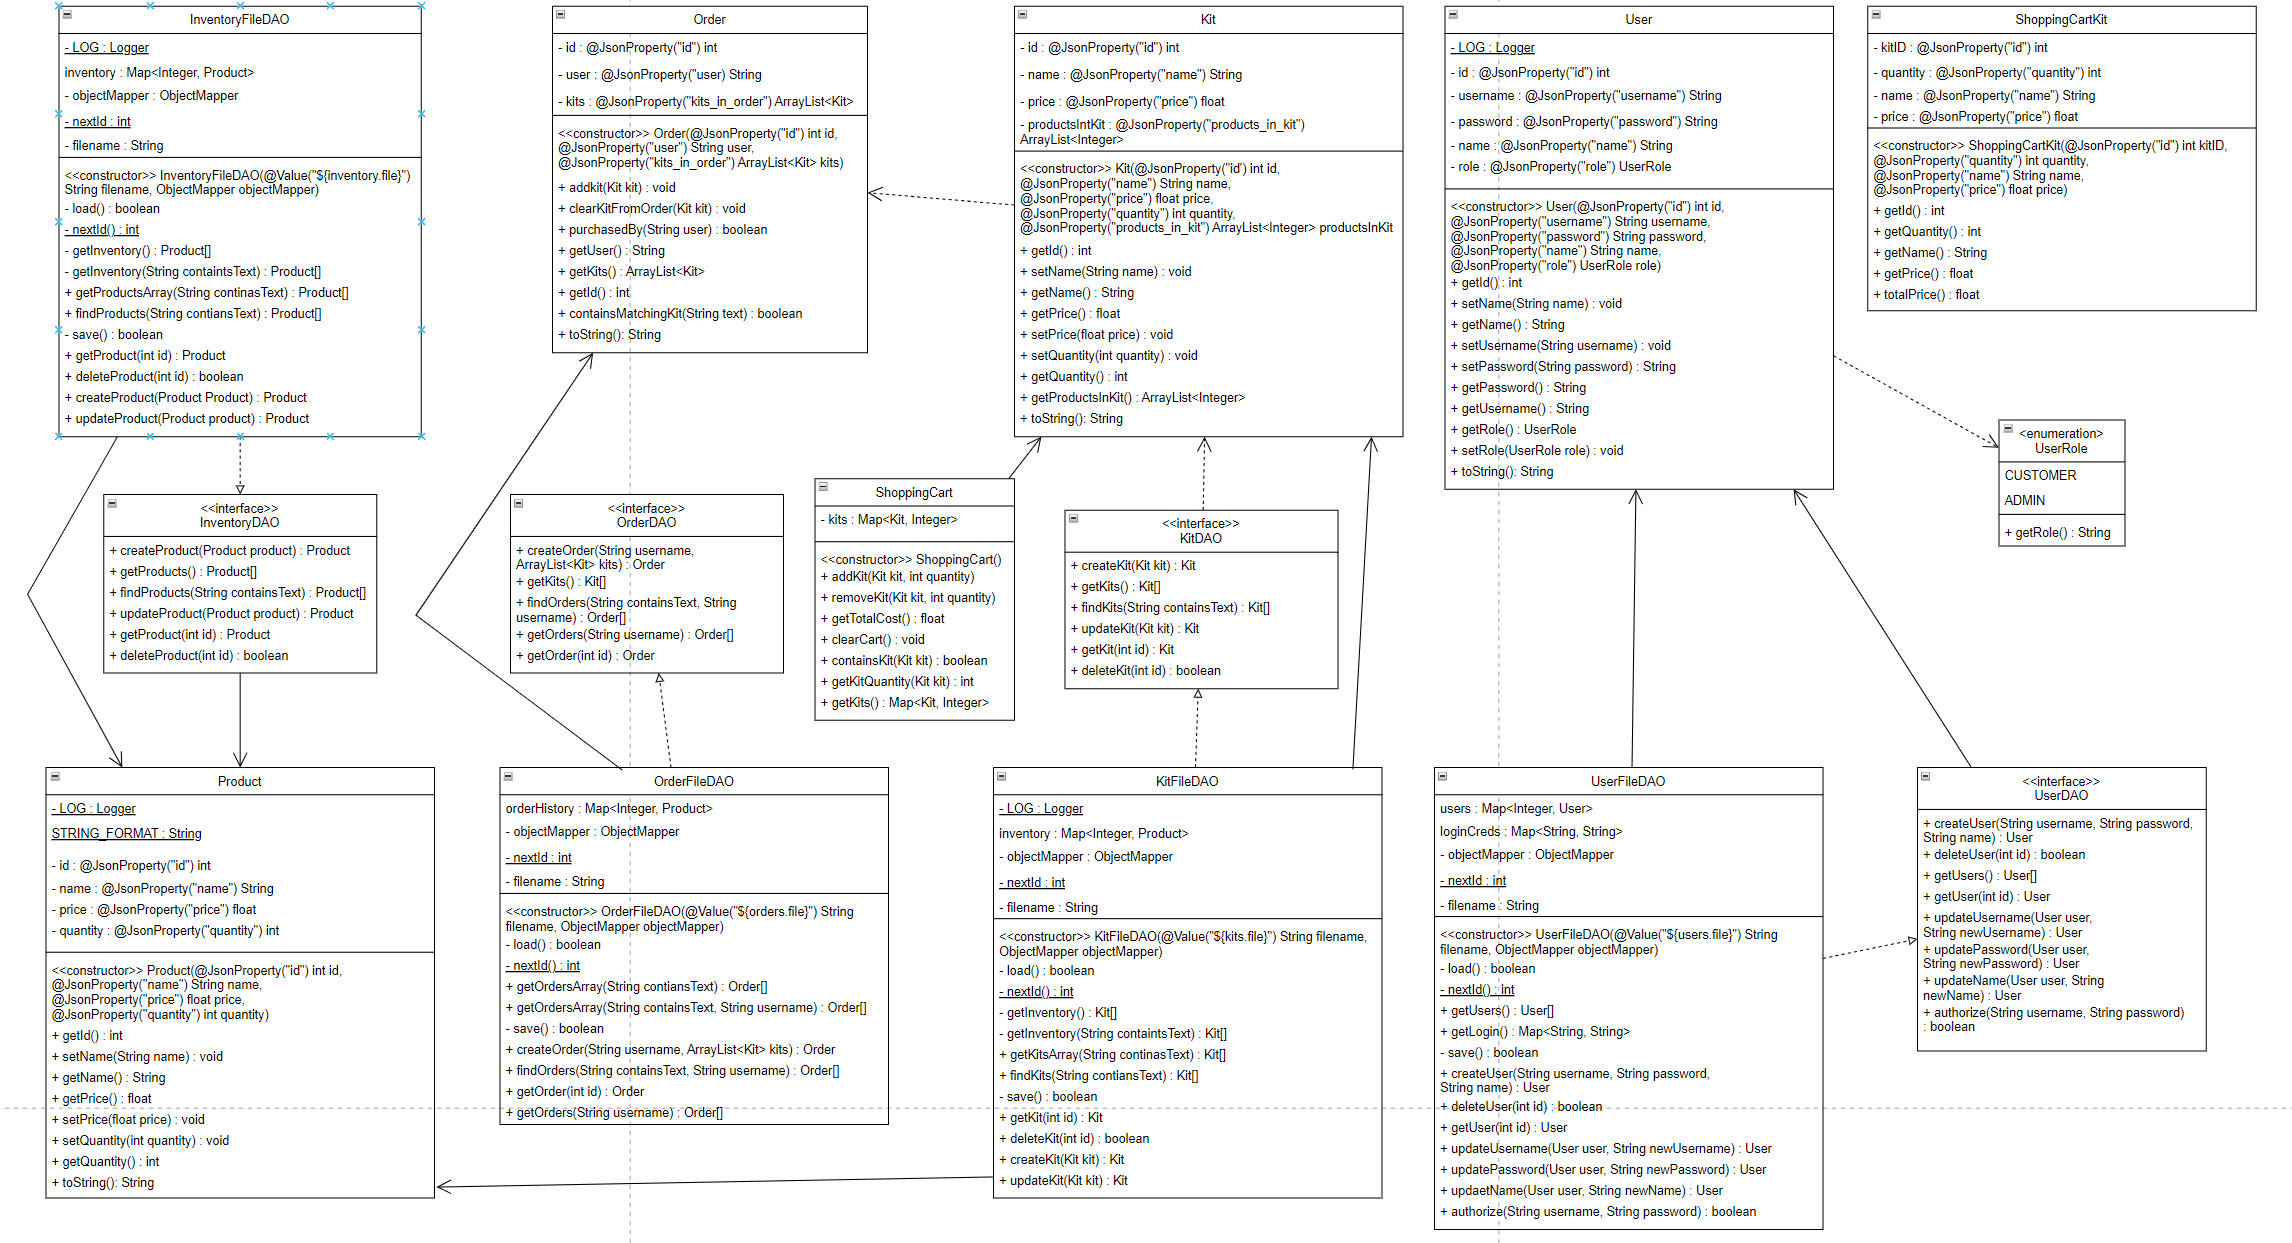 InventoryFileDAO
- LOG : Logger
inventory : Map<Integer, Product>
- objectMapper : ObjectMapper
- nextId : int
- filename : String
<<constructor>> InventoryFileDAO(@Value("${inventory.file}")
String filename, ObjectMapper objectMapper)
- load() : boolean
- nextId() : int
- getInventory() : Product[]
- getInventory(String containtsText) : Product[]
+ getProductsArray(String continasText) : Product[]
+ findProducts(String contiansText) : Product[]
- save() : boolean
+ getProduct(int id) : Product
+ deleteProduct(int id) : boolean
+ createProduct(Product Product) : Product
+ updateProduct(Product product) : Product
Order
- id : @JsonProperty("id") int
- user : @JsonProperty("user) String
- kits : @JsonProperty("kits_in_order") ArrayList<Kit>
<<constructor>> Order(@JsonProperty("id") int id,
@JsonProperty("user") String user,
@JsonProperty("kits_in_order") ArrayList<Kit> kits)
+ addkit(Kit kit) : void
+ clearKitFromOrder(Kit kit) : void
+ purchasedBy(String user) : boolean
+ getUser() : String
+ getKits() : ArrayList<Kit>
+ getId() : int
+ containsMatchingKit(String text) : boolean
+ toString(): String
Kit
- id : @JsonProperty("id") int
- name : @JsonProperty("name") String
- price : @JsonProperty("price") float
- productsIntKit : @JsonProperty("products_in_kit")
ArrayList<Integer>
<<constructor>> Kit(@JsonProperty("id') int id,
@JsonProperty("name") String name,
@JsonProperty("price") float price,
@JsonProperty("quantity") int quantity,
@JsonProperty("products_in_kit") ArrayList<Integer> productsInKit
+ getId() : int
+ setName(String name) : void
+ getName() : String
+ getPrice() : float
+ setPrice(float price) : void
+ setQuantity(int quantity) : void
+ getQuantity() : int
+ getProductsInKit() : ArrayList<Integer>
+ toString(): String
User
- LOG : Logger
- id : @JsonProperty("id") int
- username : @JsonProperty("username") String
- password : @JsonProperty("password") String
- name : @JsonProperty("name") String
- role : @JsonProperty("role") UserRole
<<constructor>> User(@JsonProperty("id") int id,
@JsonProperty("username") String username,
@JsonProperty("password") String password,
@JsonProperty("name") String name,
@JsonProperty("role") UserRole role)
+ getId() : int
+ setName(String name) : void
+ getName() : String
+ setUsername(String username) : void
+ setPassword(String password) : String
+ getPassword() : String
+ getUsername() : String
+ getRole() : UserRole
+ setRole(UserRole role) : void
+ toString(): String
ShoppingCartKit
- kitID : @JsonProperty("id") int
- quantity : @JsonProperty("quantity") int
- name : @JsonProperty("name") String
- price : @JsonProperty("price") float
<<constructor>> ShoppingCartKit(@JsonProperty("id") int kitID,
@JsonProperty("quantity") int quantity,
@JsonProperty("name") String name,
@JsonProperty("price") float price)
+ getId() : int
+ getQuantity() : int
+ getName() : String
+ getPrice() : float
+ totalPrice() : float
<enumeration>
UserRole
CUSTOMER
ADMIN
+ getRole() : String
<<interface>>
InventoryDAO
+ createProduct(Product product) : Product
+ getProducts() : Product[]
+ findProducts(String containsText) : Product[]
+ updateProduct(Product product) : Product
+ getProduct(int id) : Product
+ deleteProduct(int id) : boolean
<<interface>>
OrderDAO
+ createOrder(String username,
ArrayList<Kit> kits) : Order
+ getKits() : Kit[]
+ findOrders(String containsText, String
username) : Order[]
+ getOrders(String username) : Order[]
+ getOrder(int id) : Order
ShoppingCart
- kits : Map<Kit, Integer>
<<constructor>> ShoppingCart()
+ addKit(Kit kit, int quantity)
+ removeKit(Kit kit, int quantity)
+ getTotalCost() : float
+ clearCart() : void
+ containsKit(Kit kit) : boolean
+ getKitQuantity(Kit kit) : int
+ getKits() : Map<Kit, Integer>
<<interface>>
KitDAO
+ createKit(Kit kit) : Kit
+ getKits() : Kit[]
+ findKits(String containsText) : Kit[]
+ updateKit(Kit kit) : Kit
+ getKit(int id) : Kit
+ deleteKit(int id) : boolean
Product
- LOG : Logger
STRING_FORMAT : String
- id : @JsonProperty("id") int
- name : @JsonProperty("name") String
- price : @JsonProperty("price") float
- quantity : @JsonProperty("quantity") int
<<constructor>> Product(@JsonProperty("id") int id,
@JsonProperty("name") String name,
@JsonProperty("price") float price,
@JsonProperty("quantity") int quantity)
+ getId() : int
+ setName(String name) : void
+ getName() : String
+ getPrice() : float
+ setPrice(float price) : void
+ setQuantity(int quantity) : void
+ getQuantity() : int
+ toString(): String
OrderFileDAO
orderHistory : Map<Integer, Product>
- objectMapper : ObjectMapper
- nextId : int
- filename : String
<<constructor>> OrderFileDAO(@Value("${orders.file}") String
filename, ObjectMapper objectMapper)
- load() : boolean
- nextId() : int
+ getOrdersArray(String contiansText) : Order[]
+ getOrdersArray(String containsText, String username) : Order[]
- save() : boolean
+ createOrder(String username, ArrayList<Kit> kits) : Order
+ findOrders(String containsText, String username) : Order[]
+ getOrder(int id) : Order
+ getOrders(String username) : Order[]
KitFileDAO
- LOG : Logger
inventory : Map<Integer, Product>
- objectMapper : ObjectMapper
- nextId : int
- filename : String
<<constructor>> KitFileDAO(@Value("${kits.file}") String filename,
ObjectMapper objectMapper)
- load() : boolean
- nextId() : int
- getInventory() : Kit[]
- getInventory(String containtsText) : Kit[]
+ getKitsArray(String continasText) : Kit[]
+ findKits(String contiansText) : Kit[]
- save() : boolean
+ getKit(int id) : Kit
+ deleteKit(int id) : boolean
+ createKit(Kit kit) : Kit
+ updateKit(Kit kit) : Kit
UserFileDAO
users : Map<Integer, User>
loginCreds : Map<String, String>
- objectMapper : ObjectMapper
- nextId : int
- filename : String
<<constructor>> UserFileDAO(@Value("${users.file}") String
filename, ObjectMapper objectMapper)
- load() : boolean
- nextId() : int
+ getUsers() : User[]
+ getLogin() : Map<String, String>
- save() : boolean
+ createUser(String username, String password,
String name) : User
+ deleteUser(int id) : boolean
+ getUser(int id) : User
+ updateUsername(User user, String newUsername) : User
+ updatePassword(User user, String newPassword) : User
+ updaetName(User user, String newName) : User
+ authorize(String username, String password) : boolean
<<interface>>
UserDAO
+ createUser(String username, String password,
String name) : User
+ deleteUser(int id) : boolean
+ getUsers() : User[]
+ getUser(int id) : User
+ updateUsername(User user,
String newUsername) : User
+ updatePassword(User user,
String newPassword) : User
+ updateName(User user, String
newName) : User
+ authorize(String username, String password)
: boolean